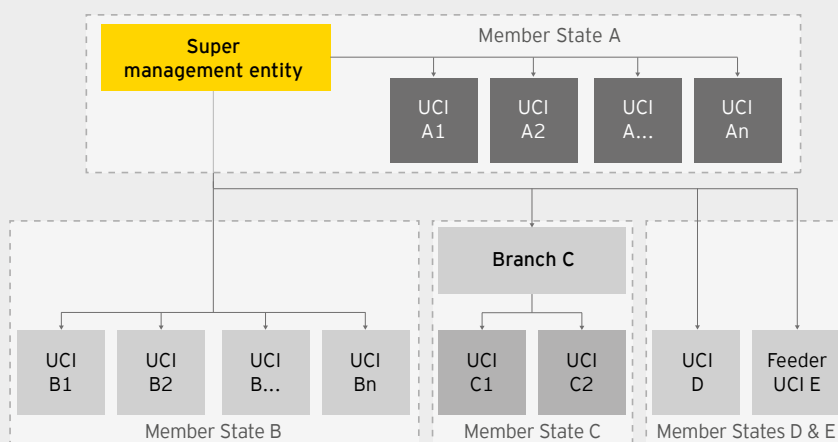 Super
management entity
Member State A
UCI
A1
UCI
A2
UCI
A...
UCI
An
Branch C
UCI
B1
UCI
B2
UCI
B...
UCI
Bn
UCI
C1
UCI
C2
UCI
D
Feeder
UCI E
Member State B
Member State C
Member States D & E